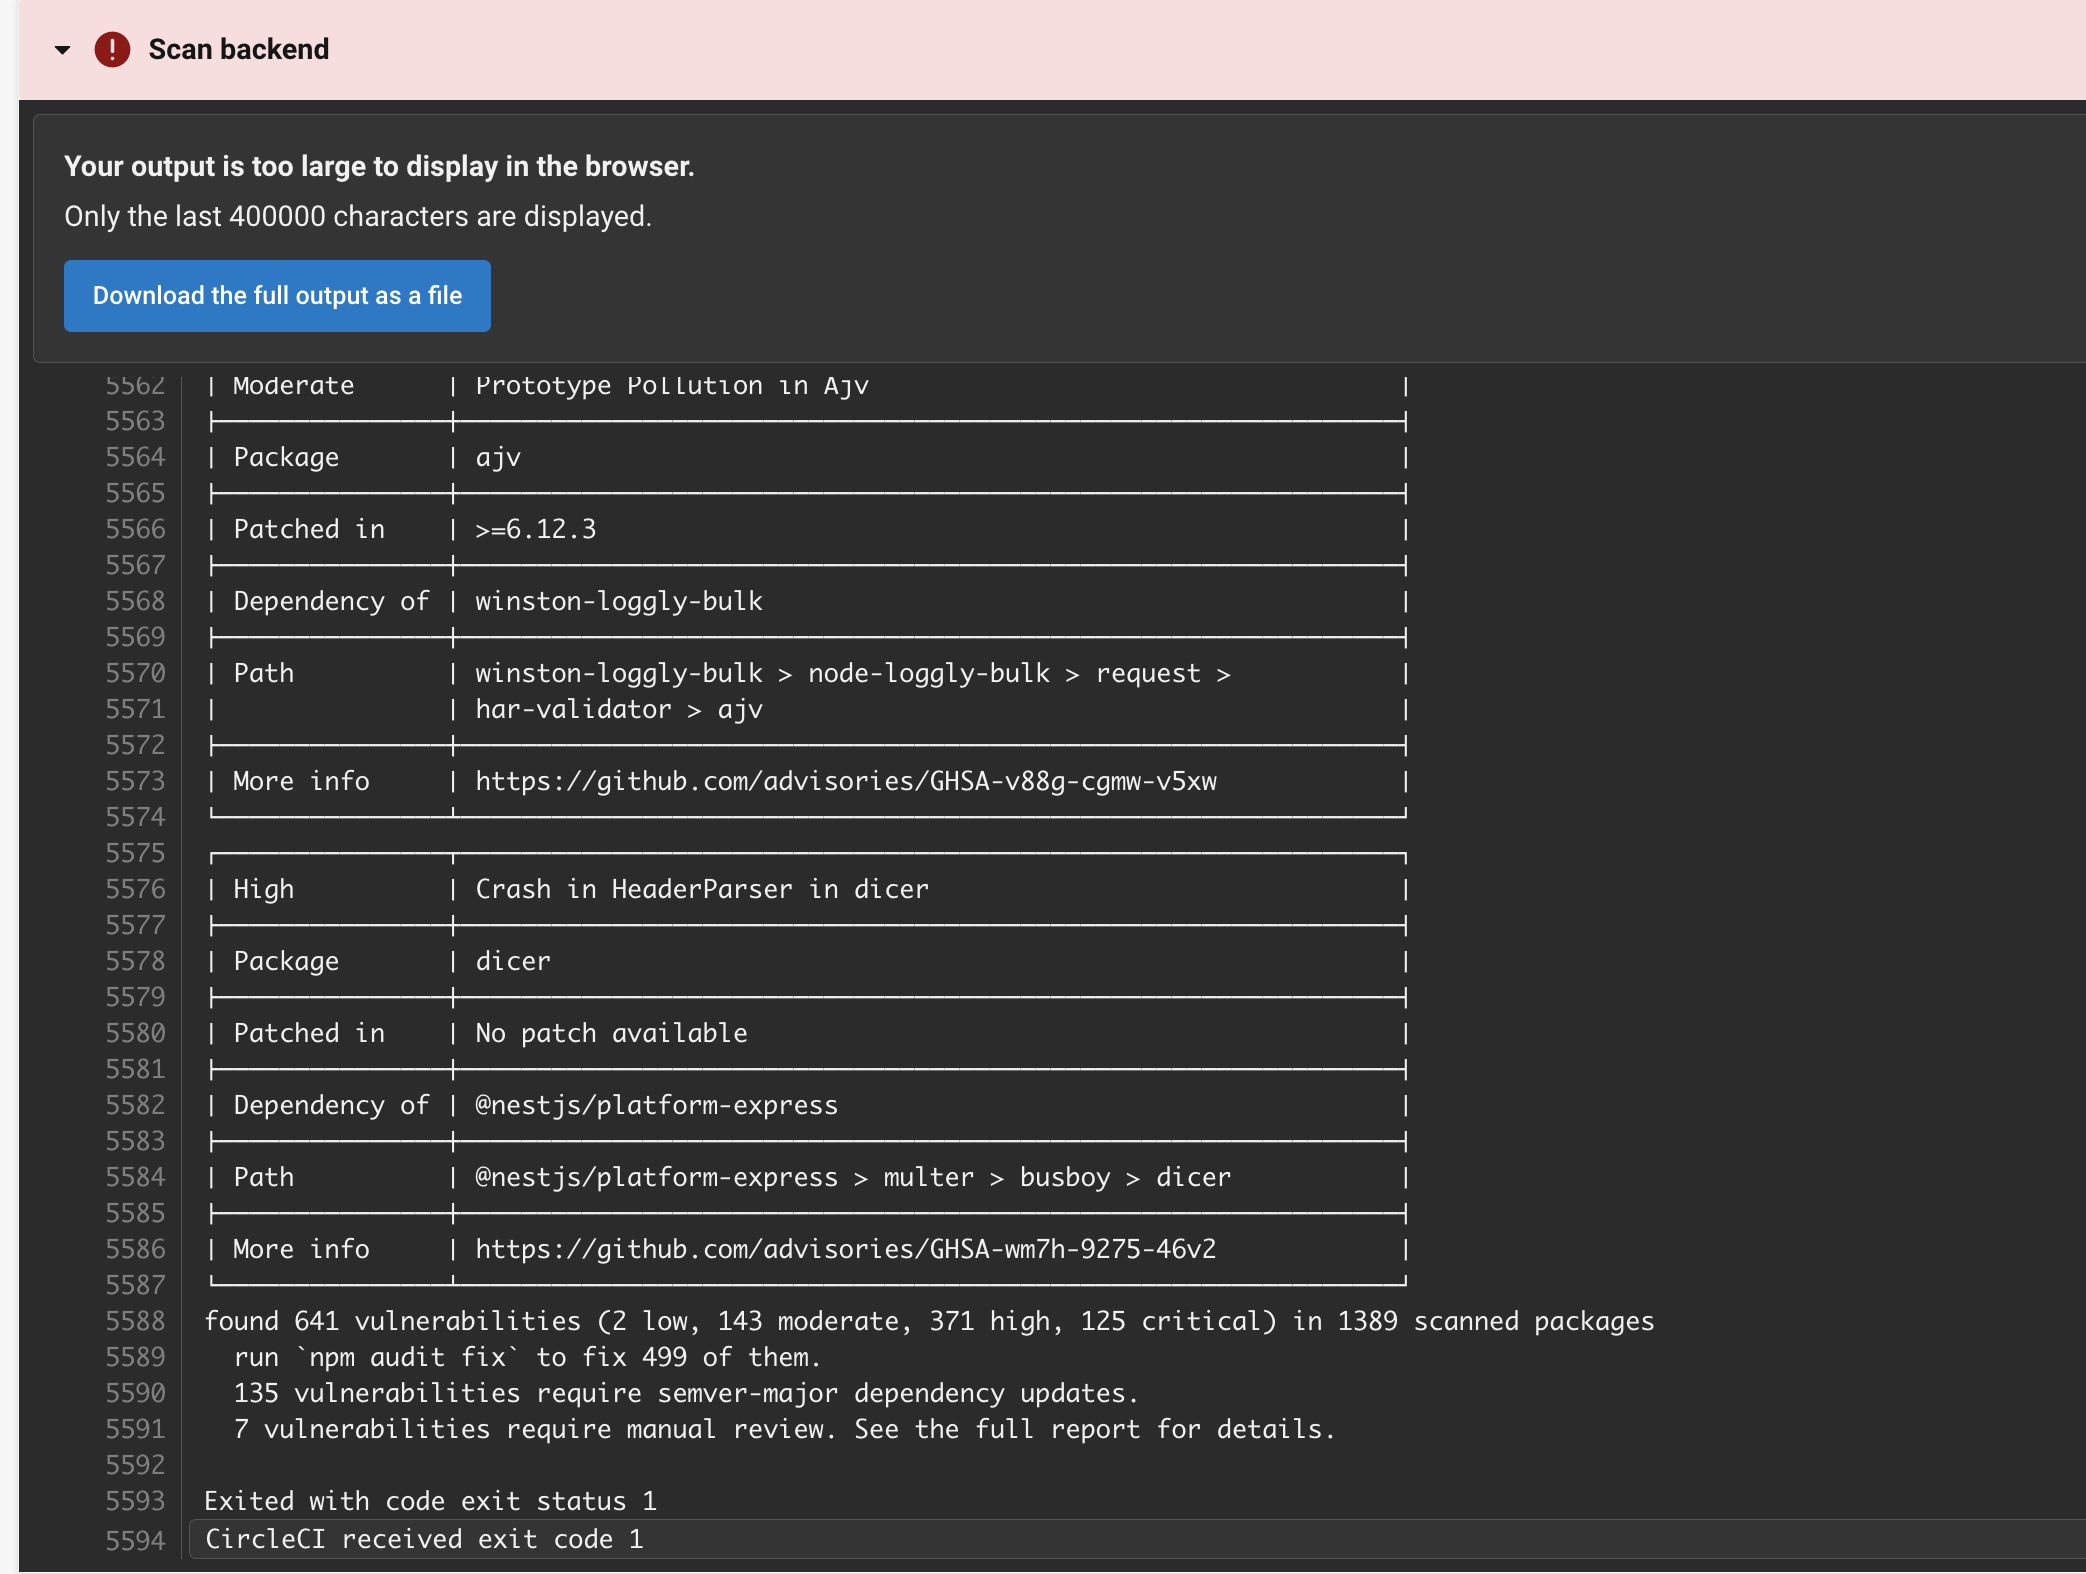 Scan backend
Your output is too large to display in the browser.
Only the last 400000 characters are displayed.
Download the full output as a file
5562 | Moderate | Prototype Pollution in Ajv |
5563
5564 | Package | ajv |
5565
5566 | Patched in | >=6.12.3 |
5567
5568 | Dependency of | winston-loggly-bulk |
5569
5570 | Path | winston-loggly-bulk > node-loggly-bulk > request > |
5571 | | har-validator > ajv |
5572
5573 | More info | https://github.com/advisories/GHSA-v88g-cgmw-v5xw |
5574
5575
5576 | High | Crash in HeaderParser in dicer |
5577
5578 | Package | dicer |
5579
5580 | Patched in | No patch available |
5581
5582 | Dependency of | @nestjs/platform-express |
5583
5584 | Path | @nestjs/platform-express > multer > busboy > dicer |
5585
5586 | More info | https://github.com/advisories/GHSA-wm7h-9275-46v2 |
5587
5588 found 641 vulnerabilities (2 low, 143 moderate, 371 high, 125 critical) in 1389 scanned packages
5589 run `npm audit fix` to fix 499 of them.
5590 135 vulnerabilities require semver-major dependency updates.
5591 7 vulnerabilities require manual review. See the full report for details.
5592
5593 Exited with code exit status 1
5594 CircleCI received exit code 1